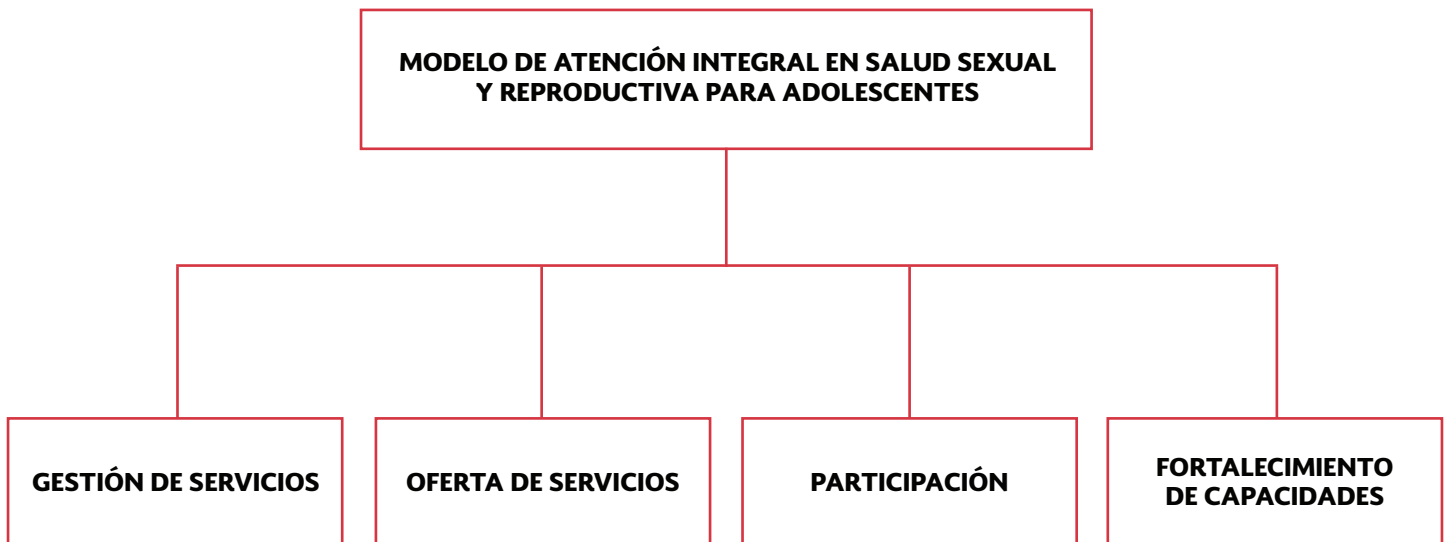 MODELO DE ATENCIÓN INTEGRAL EN SALUD SEXUAL
Y REPRODUCTIVA PARA ADOLESCENTES
GESTIÓN DE SERVICIOS
OFERTA DE SERVICIOS
PARTICIPACIÓN
FORTALECIMIENTO
DE CAPACIDADES